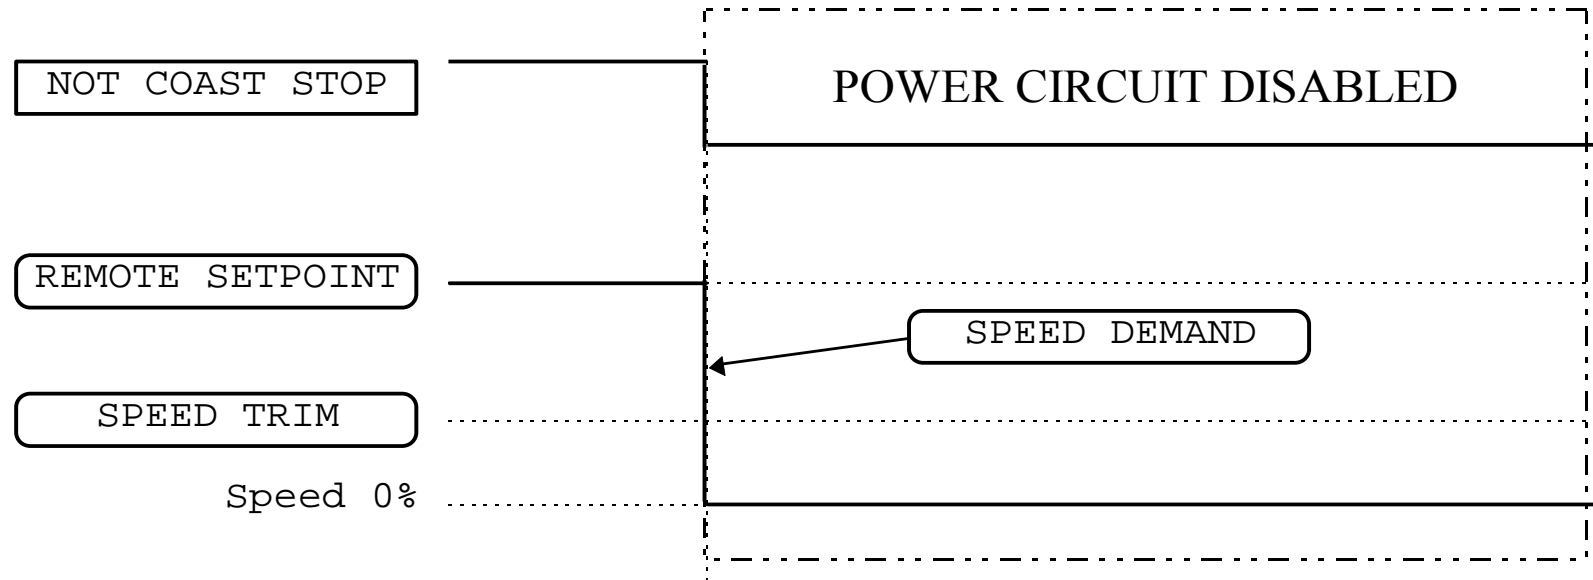 NOT COAST STOP
POWER CIRCUIT DISABLED
REMOTE SETPOINT
SPEED DEMAND
SPEED TRIM
Speed 0%